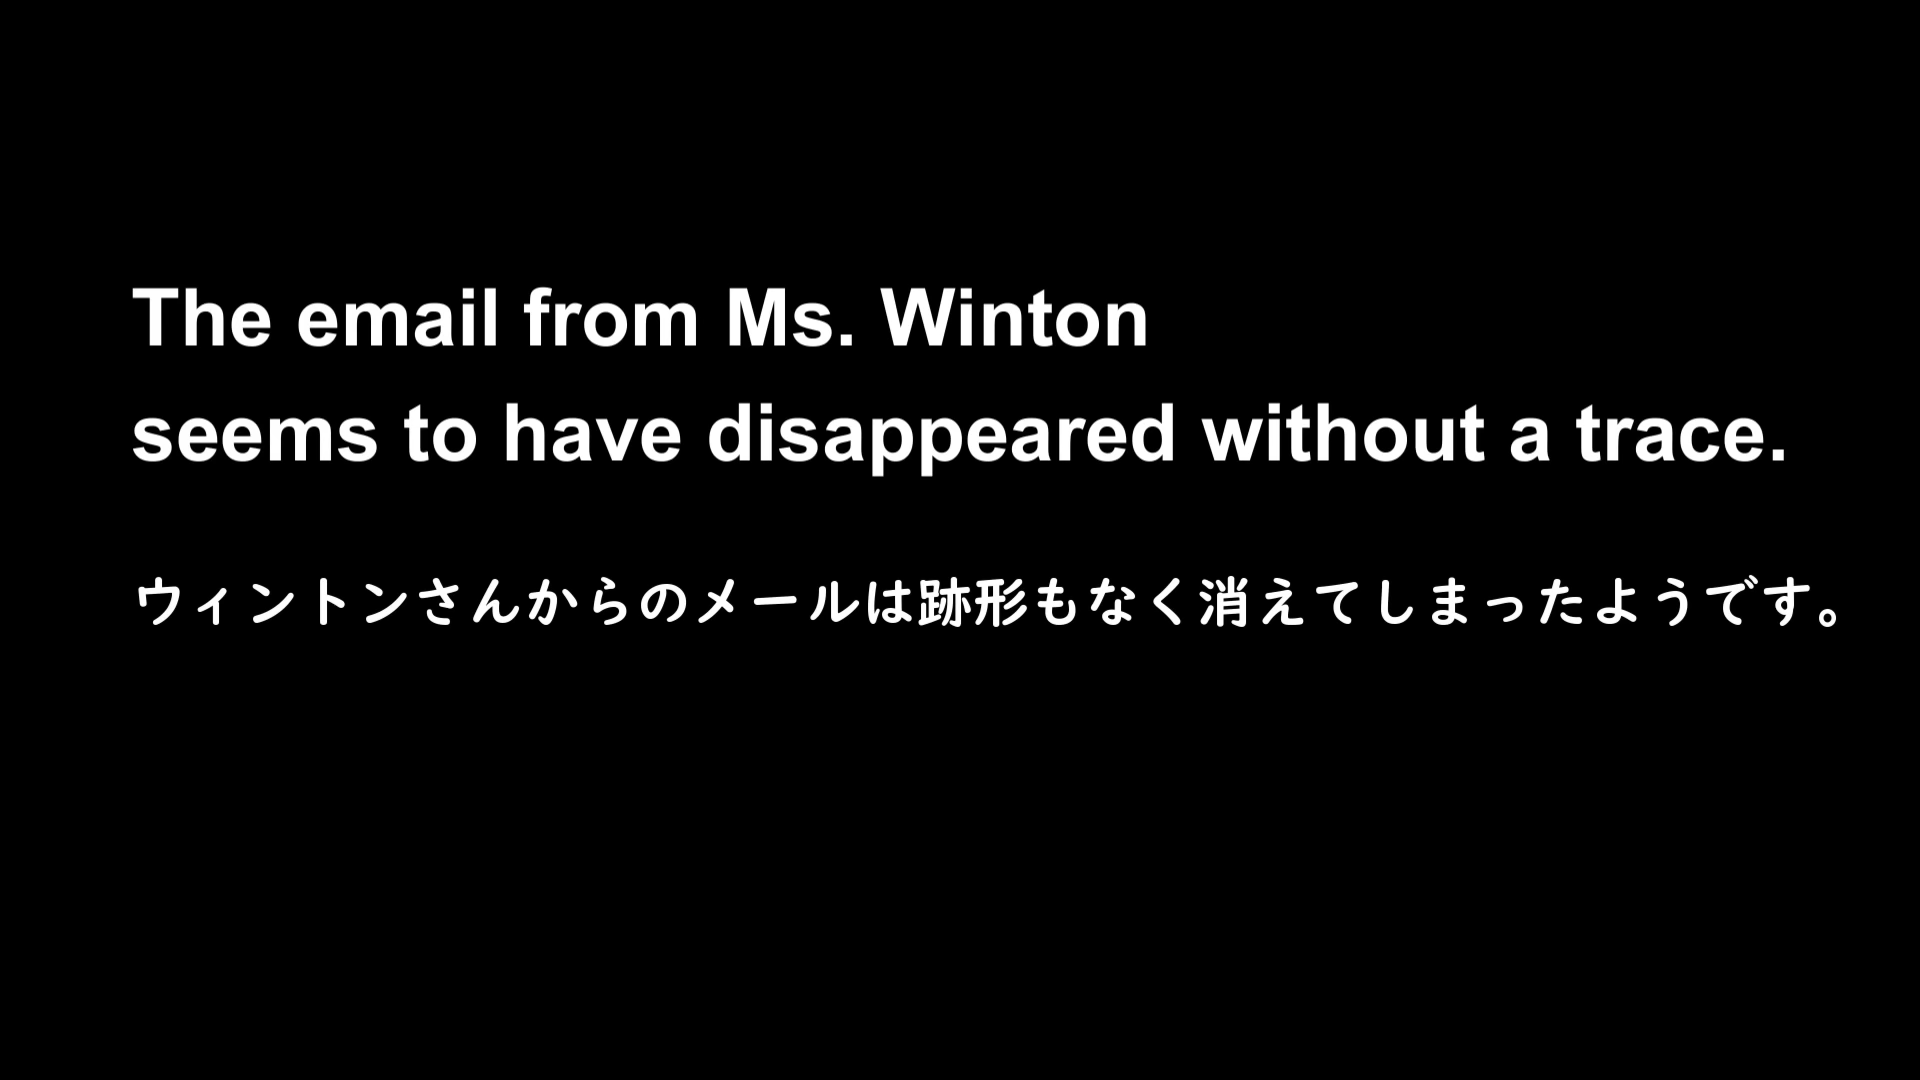 The email from Ms. Winton
seems to have disappeared without a trace.
ウィントンさんからのメールは跡形もなく消えてしまったようです。